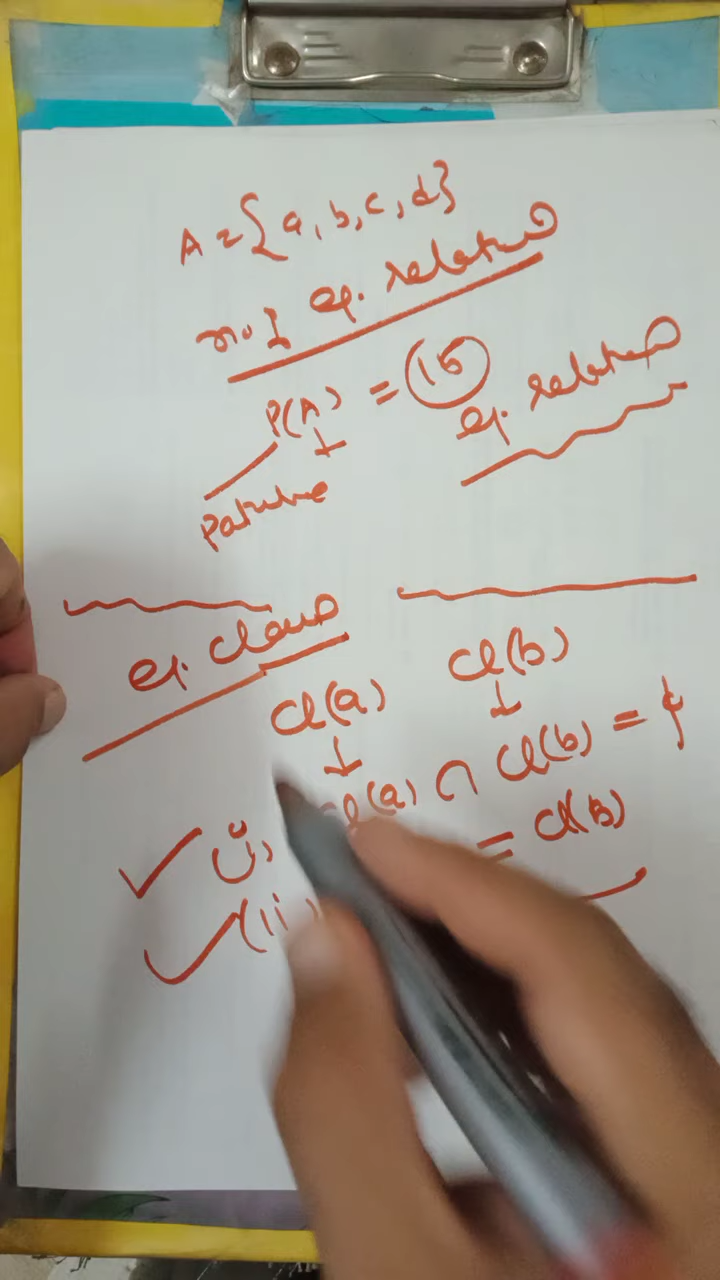 A = {a, b, c, d}
no. of eq. relation
P(A) = 15
eq. relation
Partition
eq. class
Cl(a)
Cl(b)
(i), Cl(a) ∩ Cl(b) = {
(ii) = Cl(b)